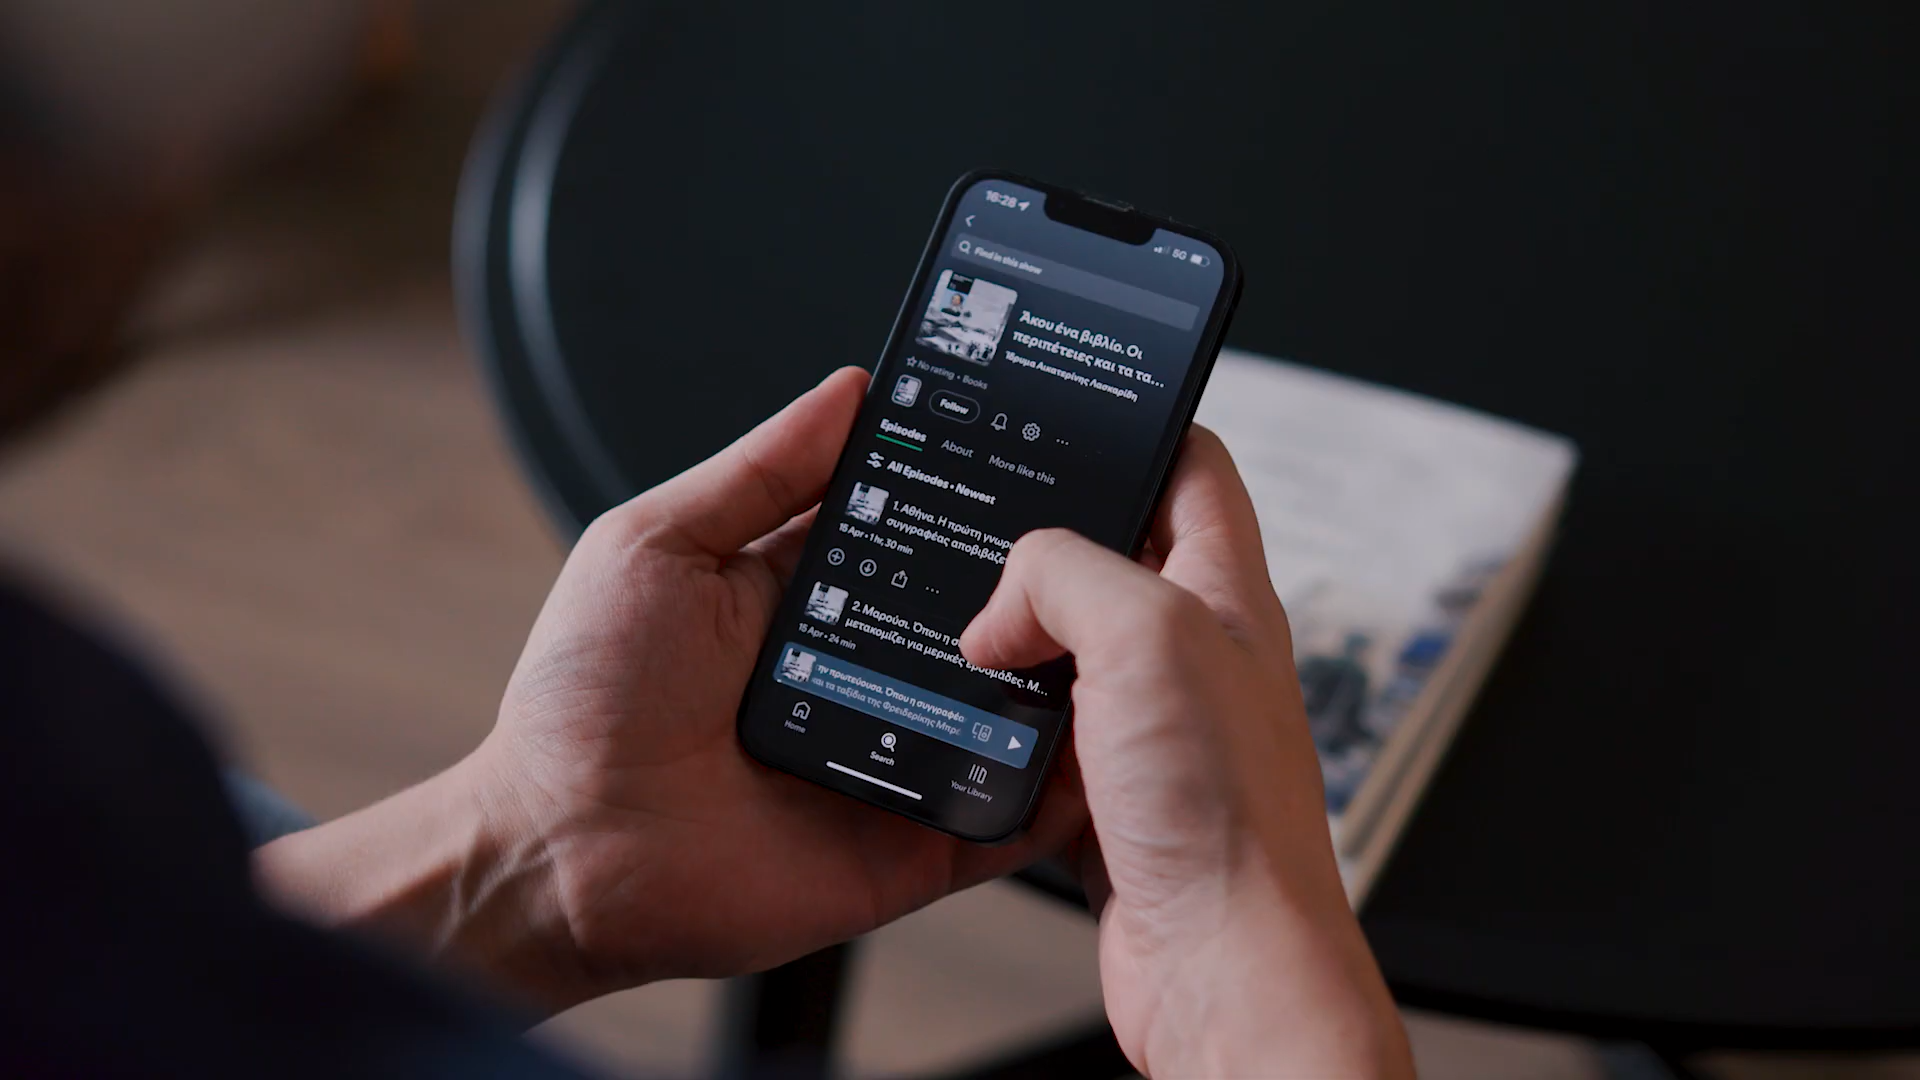 16:28
5G
Find in this show
Άκου ένα βιβλίο. Οι
περιπέτειες και τα τα...
Ίδρυμα Αικατερίνης Λασκαρίδη
No rating • Books
Follow
Episodes About More like this
All Episodes • Newest
1. Αθήνα. Η πρώτη γνωρι
συγγραφέας αποβιβάζε
15 Apr • 1 hr, 30 min
2. Μαρούσι. Όπου η σ
μετακομίζει για μερικές εβδομάδες. Μ...
15 Apr • 24 min
ην πρωτεύουσα. Όπου η συγγραφέα
και τα ταξίδια της Φρειδερίκης Μπρέ
Home
Search
Your Library